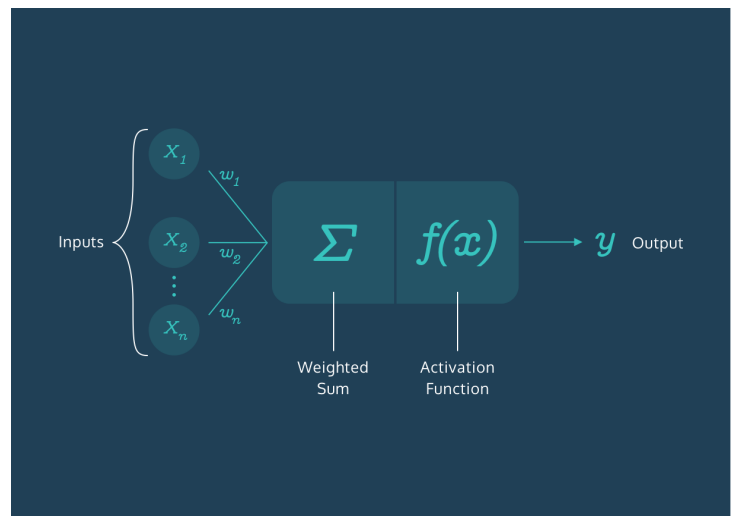 X1
w1
Inputs
X2
w2
Σ
f(x)
y
Output
⋮
Xn
wn
Weighted
Sum
Activation
Function